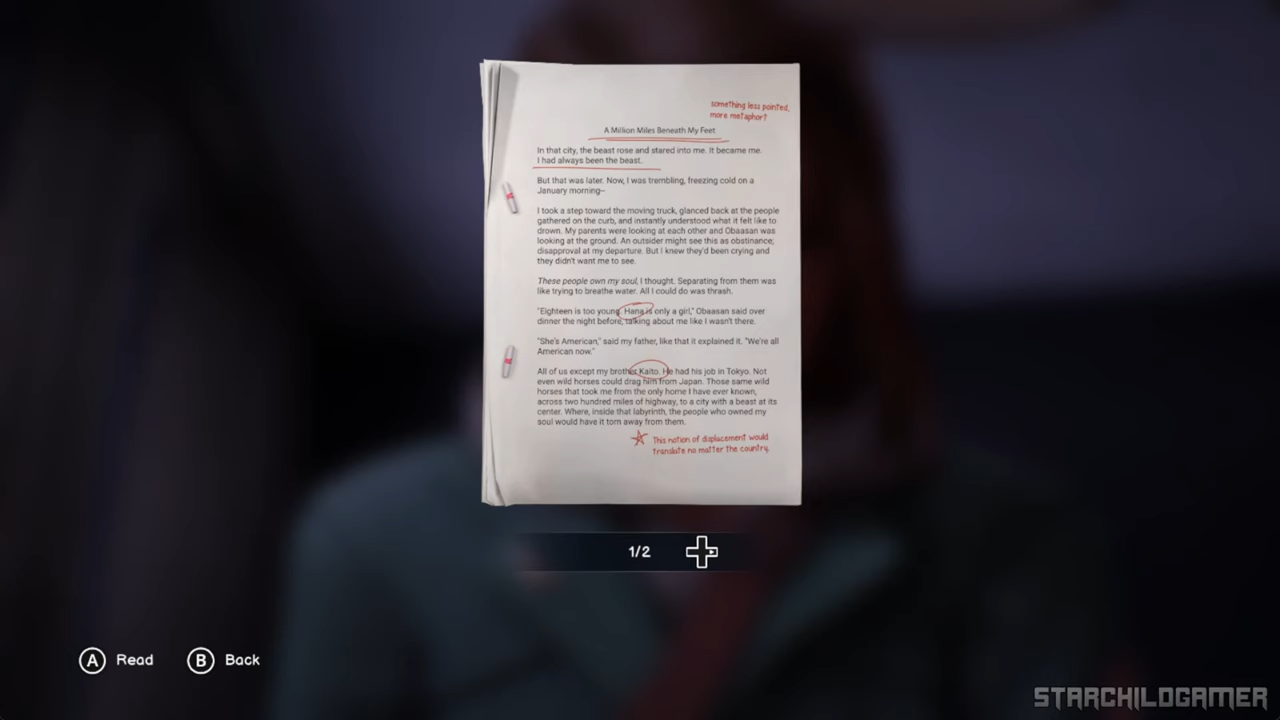 something less pointed,
more metaphor?
A Million Miles Beneath My Feet
In that city, the beast rose and stared into me. It became me.
I had always been the beast.
But that was later. Now, I was trembling, freezing cold on a
January morning–
I took a step toward the moving truck, glanced back at the people
gathered on the curb, and instantly understood what it felt like to
drown. My parents were looking at each other and Obaasan was
looking at the ground. An outsider might see this as obstinance;
disapproval at my departure. But I knew they'd been crying and
they didn't want me to see.
These people own my soul, I thought. Separating from them was
like trying to breathe water. All I could do was thrash.
"Eighteen is too young. Hana is only a girl," Obaasan said over
dinner the night before, talking about me like I wasn't there.
"She's American," said my father, like that it explained it. "We're all
American now."
All of us except my brother Kaito. He had his job in Tokyo. Not
even wild horses could drag him from Japan. Those same wild
horses that took me from the only home I have ever known,
across two hundred miles of highway, to a city with a beast at its
center. Where, inside that labyrinth, the people who owned my
soul would have it torn away from them.
This notion of displacement would
translate no matter the country.
1/2
A Read B Back
STARCHILDGAMER